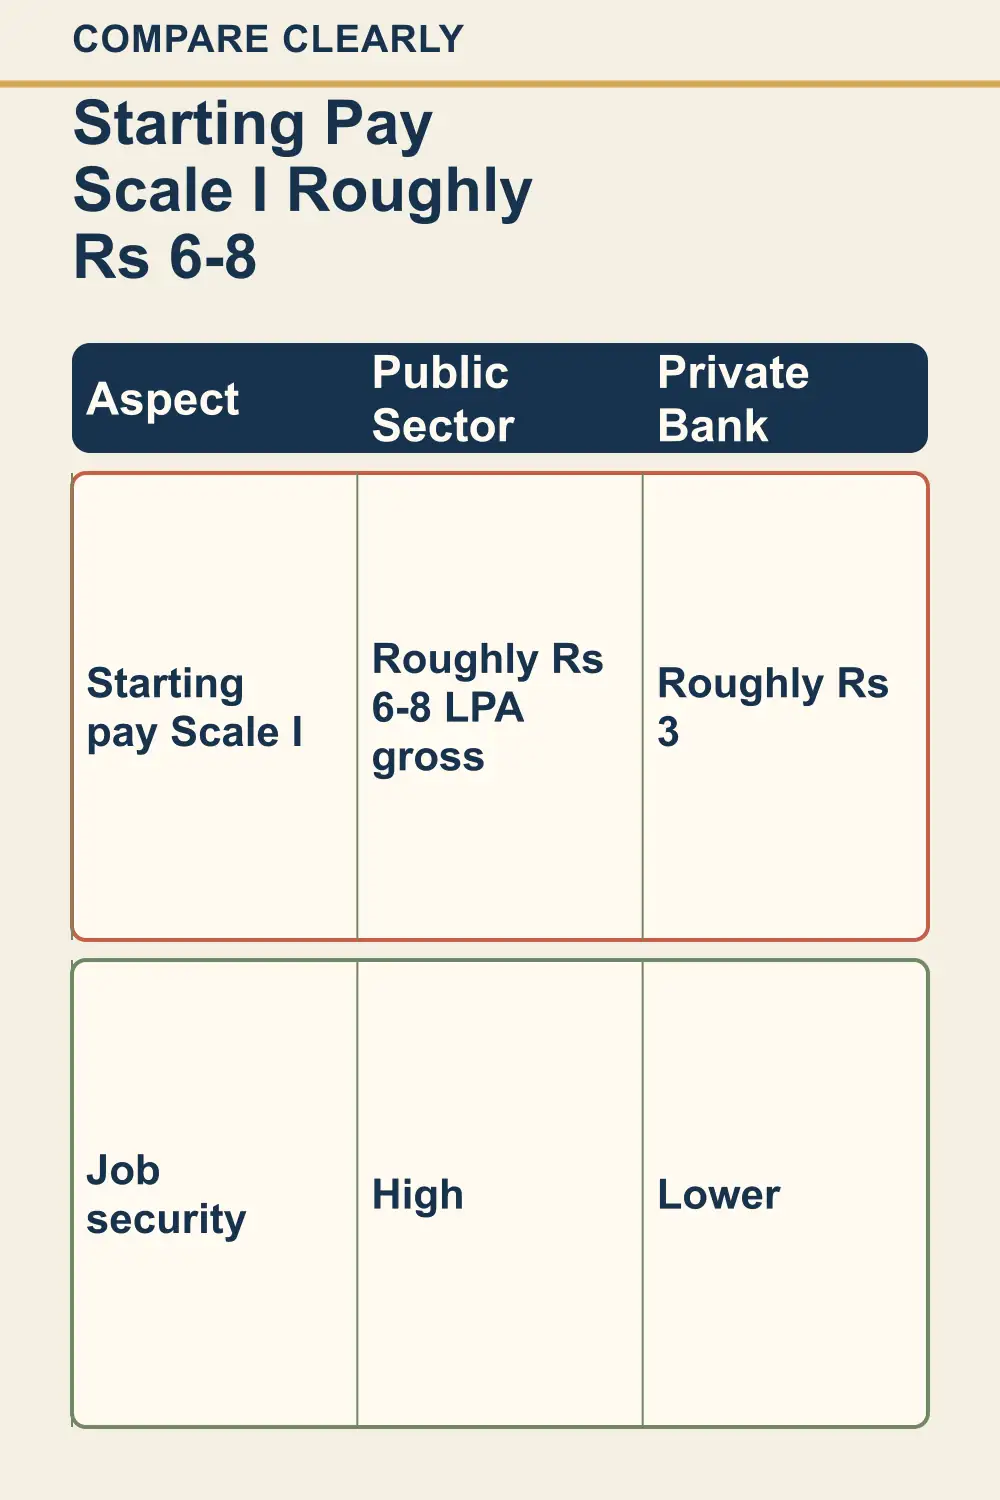 COMPARE CLEARLY
Starting Pay
Scale I Roughly
Rs 6-8
Aspect
Public
Sector
Private
Bank
Starting
pay Scale I
Roughly Rs
6-8 LPA
gross
Roughly Rs
3
Job
security
High
Lower